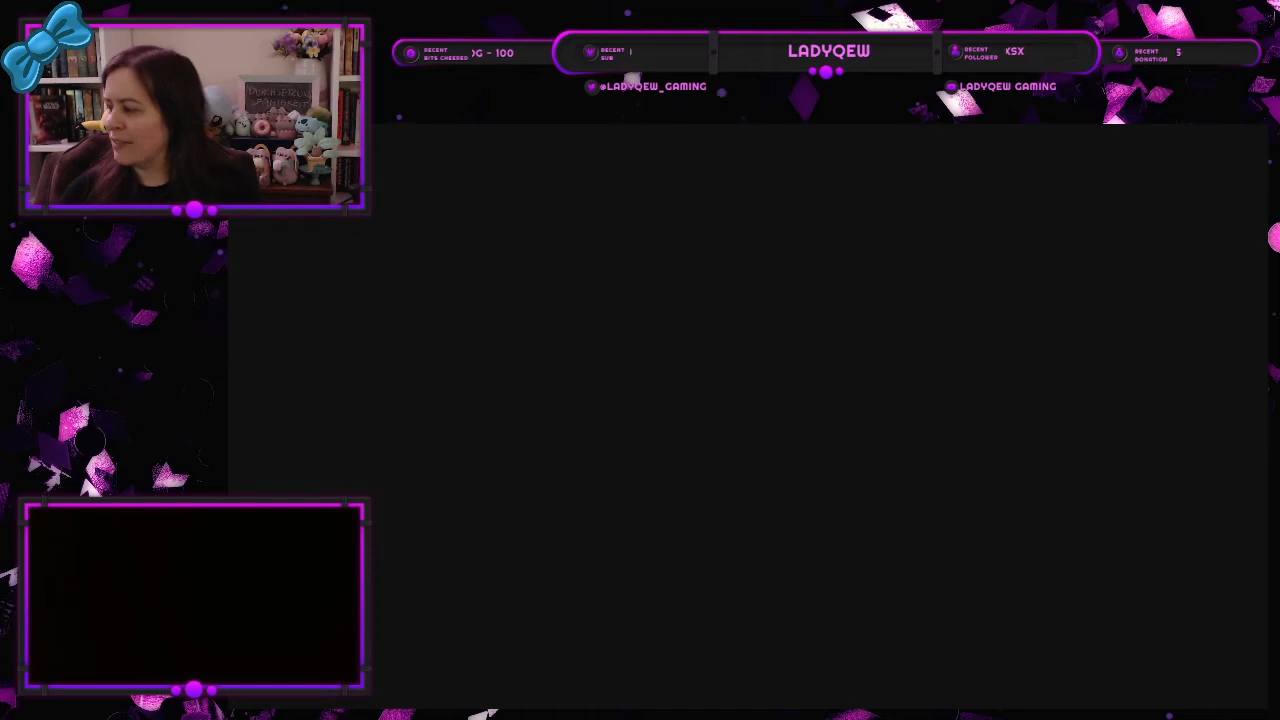 RECENT
BITS CHEERED
G - 100
RECENT
SUB
LADYQEW
RECENT
FOLLOWER
KSX
RECENT
DONATION
@LADYQEW_GAMING
LADYQEW GAMING